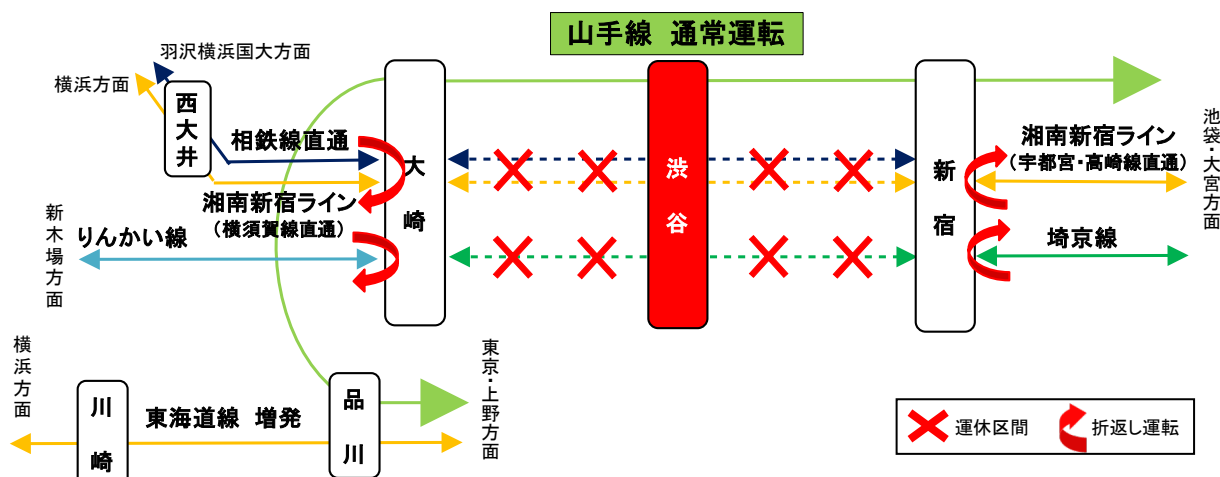 山手線 通常運転
羽沢横浜国大方面
横浜方面
西大井
相鉄線直通
大崎
渋谷
新宿
湘南新宿ライン
(宇都宮・高崎線直通)
池袋・大宮方面
湘南新宿ライン
(横須賀線直通)
新木場方面
りんかい線
埼京線
横浜方面
川崎
東海道線 増発
品川
東京・上野方面
運休区間
折返し運転